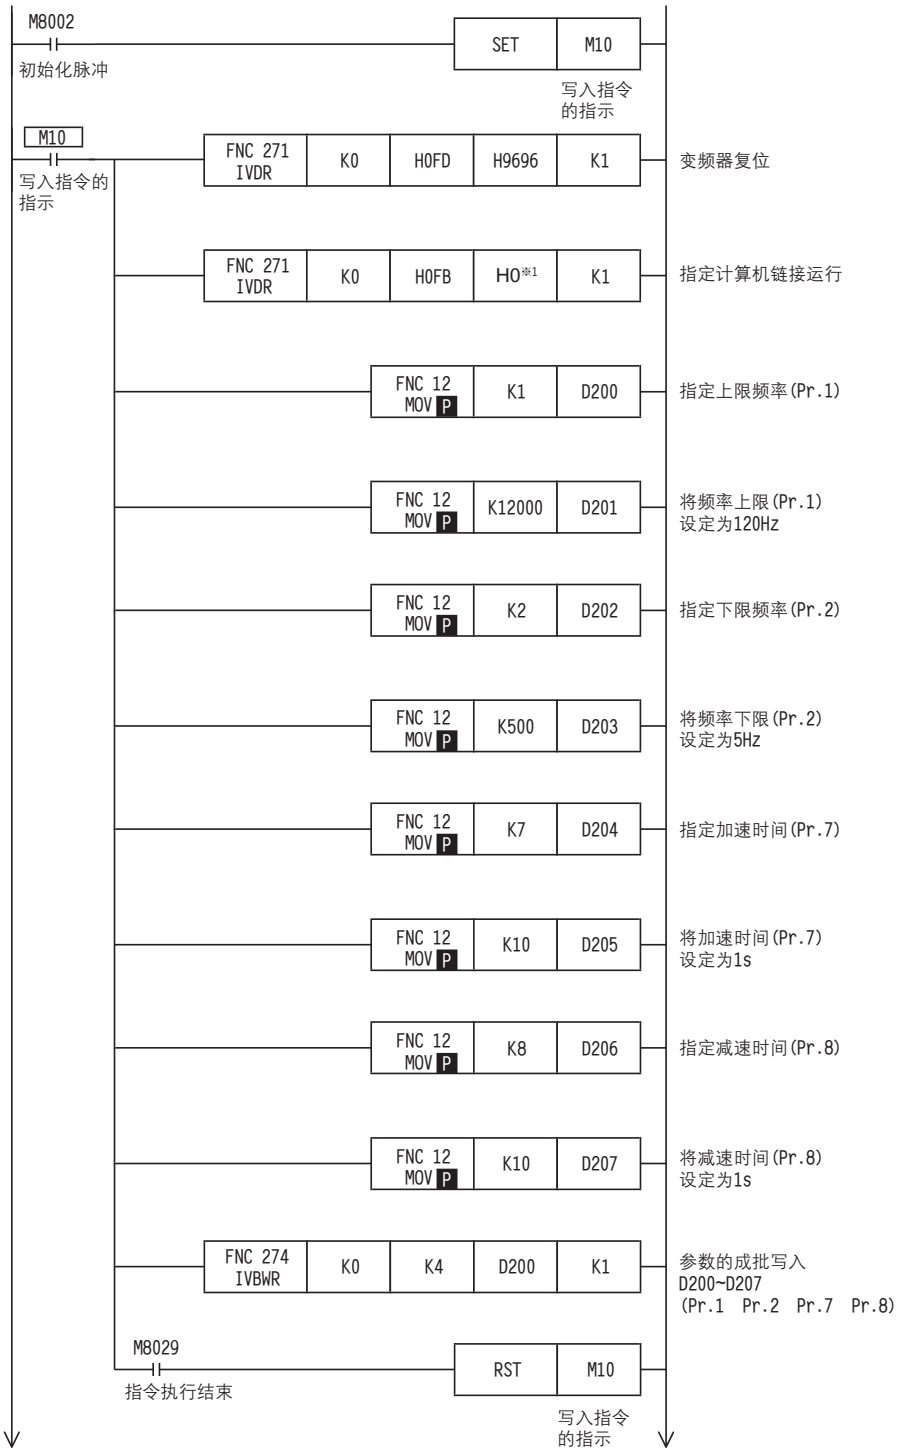 M8002
SET M10
初始化脉冲
写入指令
的指示
M10
FNC 271 K0 H0FD H9696 K1 变频器复位
IVDR
写入指令的
指示
FNC 271 K0 H0FB H0※1 K1 指定计算机链接运行
IVDR
FNC 12 K1 D200 指定上限频率(Pr.1)
MOV P
FNC 12 K12000 D201 将频率上限(Pr.1)
MOV P 设定为120Hz
FNC 12 K2 D202 指定下限频率(Pr.2)
MOV P
FNC 12 K500 D203 将频率下限(Pr.2)
MOV P 设定为5Hz
FNC 12 K7 D204 指定加速时间(Pr.7)
MOV P
FNC 12 K10 D205 将加速时间(Pr.7)
MOV P 设定为1s
FNC 12 K8 D206 指定减速时间(Pr.8)
MOV P
FNC 12 K10 D207 将减速时间(Pr.8)
MOV P 设定为1s
FNC 274 K0 K4 D200 K1 参数的成批写入
IVBWR D200~D207
(Pr.1 Pr.2 Pr.7 Pr.8)
M8029
RST M10
指令执行结束
写入指令
的指示